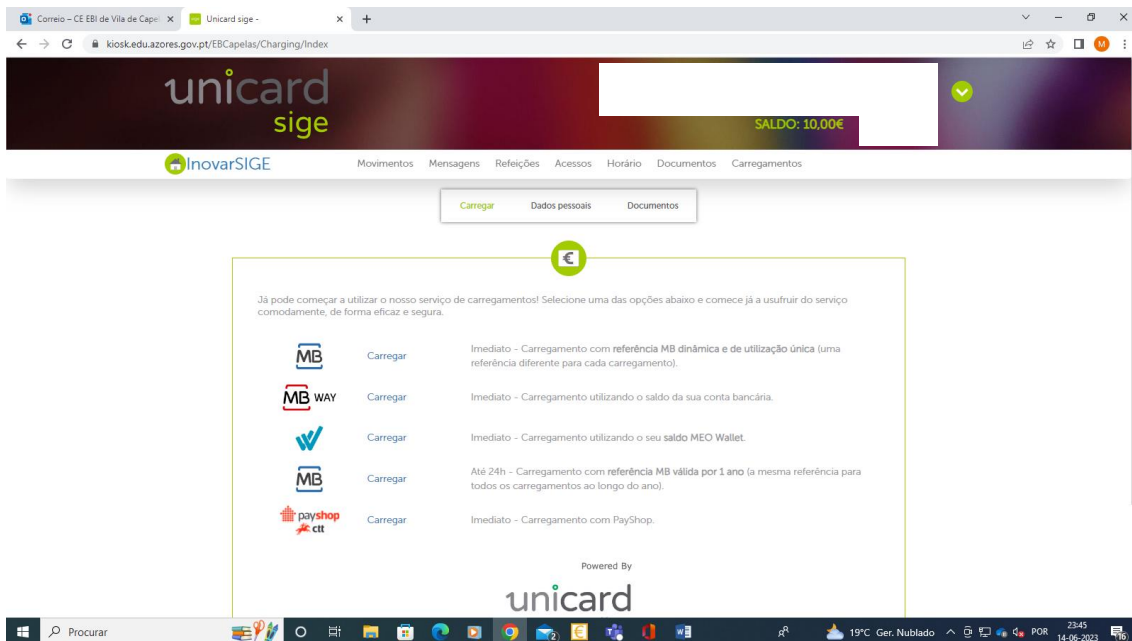 Correio – CE EBI de Vila de Capel
Unicard sige -
kiosk.edu.azores.gov.pt/EBCapelas/Charging/Index
M
unicard
sige
SALDO: 10,00€
InovarSIGE
Movimentos Mensagens Refeições Acessos Horário Documentos Carregamentos
Carregar Dados pessoais Documentos
€
Já pode começar a utilizar o nosso serviço de carregamentos! Selecione uma das opções abaixo e comece já a usufruir do serviço
comodamente, de forma eficaz e segura.
MB Carregar Imediato - Carregamento com referência MB dinâmica e de utilização única (uma
referência diferente para cada carregamento).
MB WAY Carregar Imediato - Carregamento utilizando o saldo da sua conta bancária.
Carregar Imediato - Carregamento utilizando o seu saldo MEO Wallet.
MB Carregar Até 24h - Carregamento com referência MB válida por 1 ano (a mesma referência para
todos os carregamentos ao longo do ano).
payshop
ctt
Carregar Imediato - Carregamento com PayShop.
Powered By
unicard
Procurar
19°C Ger. Nublado
POR
23:45
14-06-2023